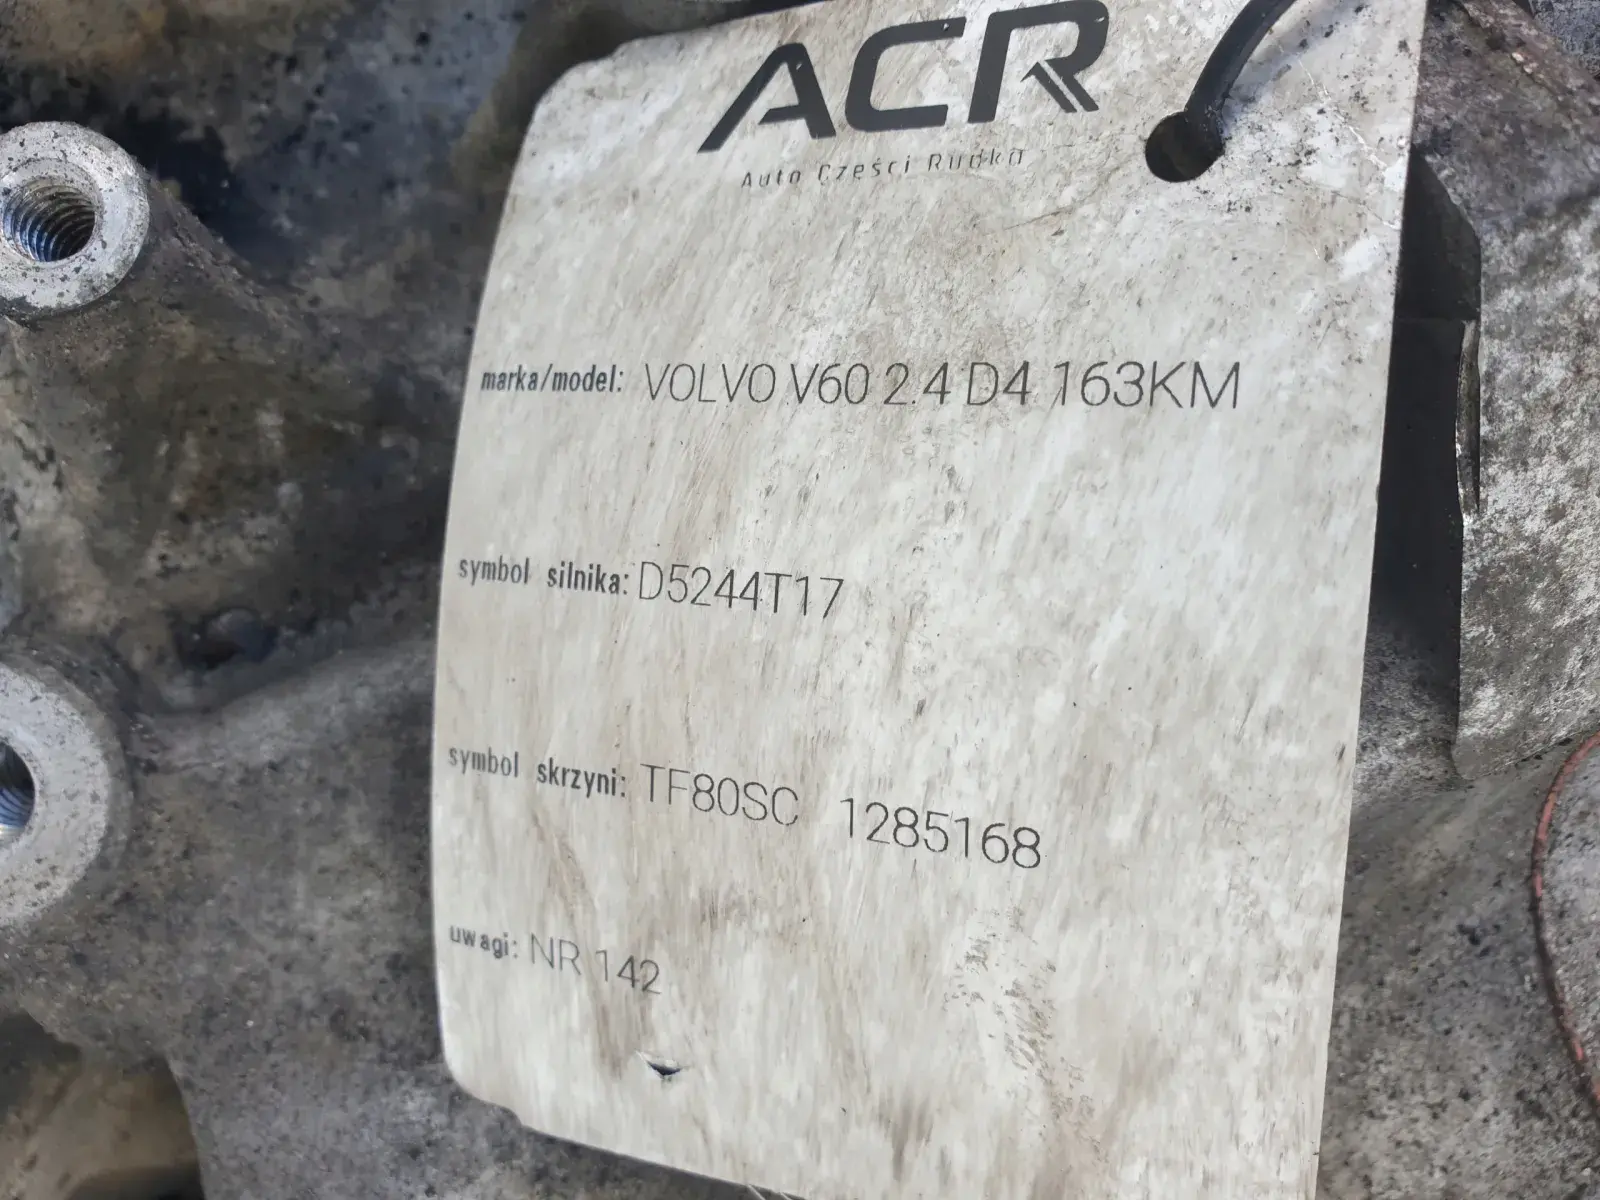 ACR
Auto Części Rudka
marka/model: VOLVO V60 2.4 D4 163KM
symbol silnika: D5244T17
symbol skrzyni: TF80SC 1285168
uwagi: NR 142